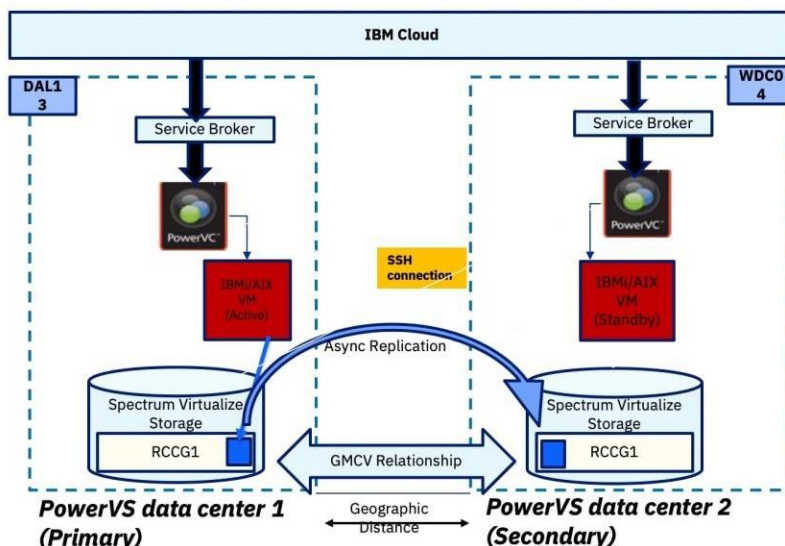 IBM Cloud
DAL1
3
WDC0
4
Service Broker
Service Broker
PowerVC™
PowerVC™
SSH
connection
IBMi/AIX
VM
(Active)
IBMi/AIX
VM
(Standby)
Async Replication
Spectrum Virtualize
Storage
Spectrum Virtualize
Storage
RCCG1
RCCG1
GMCV Relationship
Geographic
Distance
PowerVS data center 1
(Primary)
PowerVS data center 2
(Secondary)